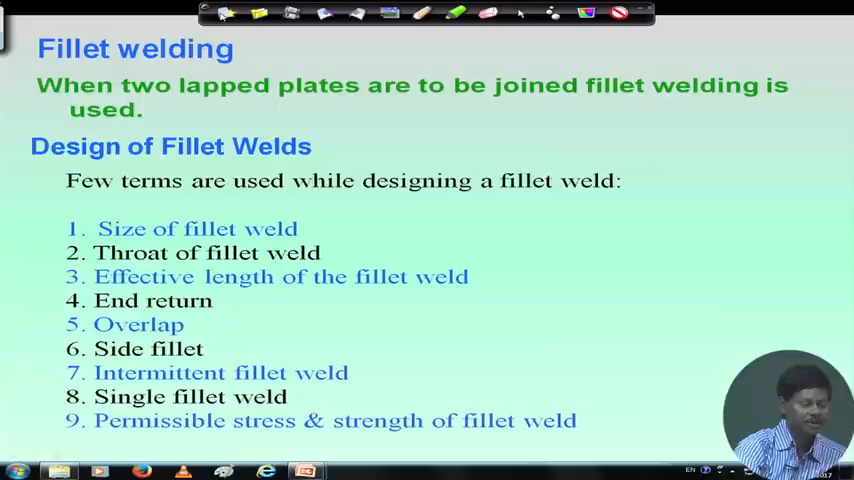 Fillet welding
When two lapped plates are to be joined fillet welding is
used.
Design of Fillet Welds
Few terms are used while designing a fillet weld:
1. Size of fillet weld
2. Throat of fillet weld
3. Effective length of the fillet weld
4. End return
5. Overlap
6. Side fillet
7. Intermittent fillet weld
8. Single fillet weld
9. Permissible stress & strength of fillet weld
EN